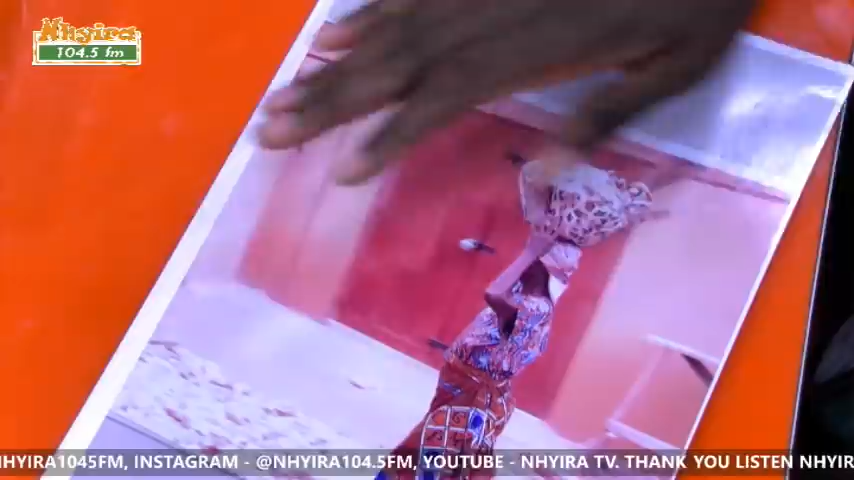 Nhyira
104.5 fm
NHYIRA1045FM, INSTAGRAM - @NHYIRA104.5FM, YOUTUBE - NHYIRA TV. THANK YOU LISTEN NHYIR